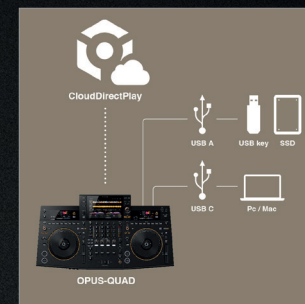 CloudDirectPlay
USB A
USB key
SSD
USB C
Pc / Mac
OPUS-QUAD